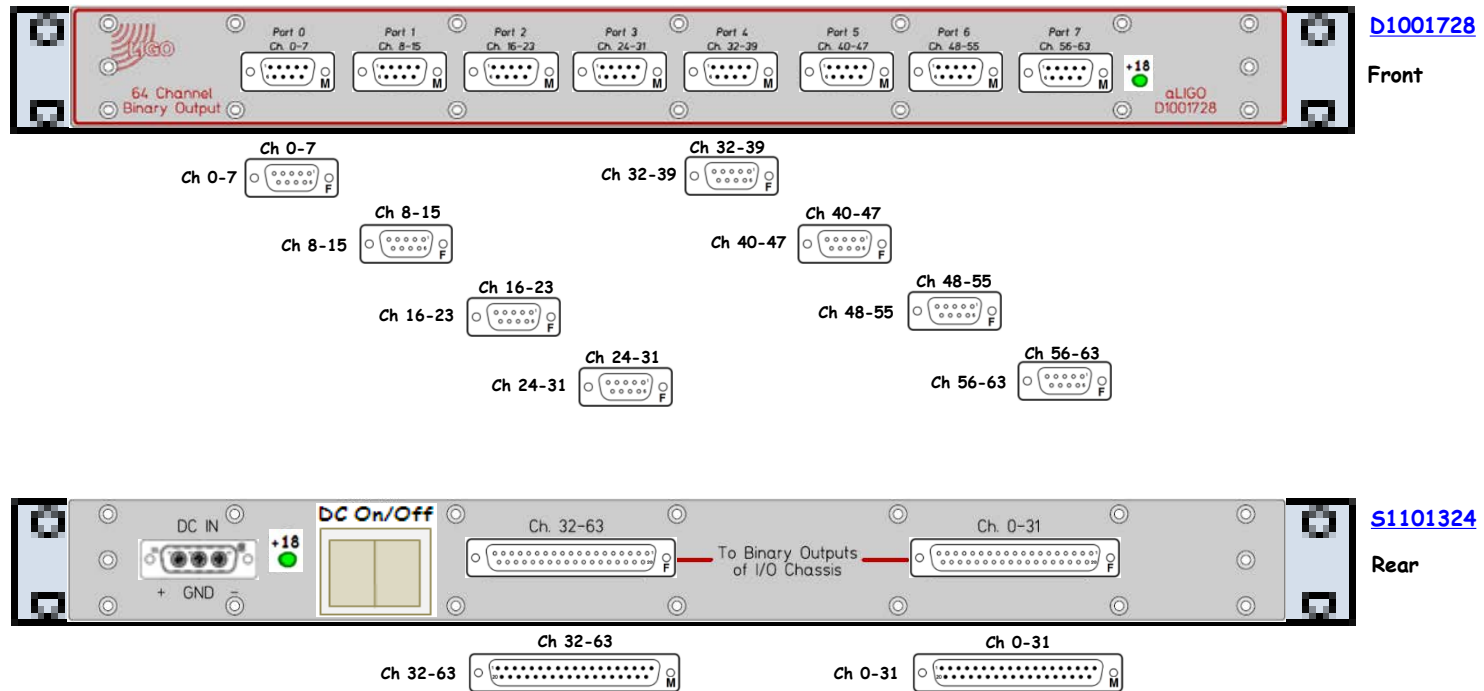 LIGO
64 Channel
Binary Output
Port 0
Ch. 0-7
M
Port 1
Ch. 8-15
M
Port 2
Ch. 16-23
M
Port 3
Ch. 24-31
M
Port 4
Ch. 32-39
M
Port 5
Ch. 40-47
M
Port 6
Ch. 48-55
M
Port 7
Ch. 56-63
M
+18
aLIGO
D1001728
D1001728
Front
Ch 0-7
Ch 0-7
F
Ch 8-15
Ch 8-15
F
Ch 16-23
Ch 16-23
F
Ch 24-31
Ch 24-31
F
Ch 32-39
Ch 32-39
F
Ch 40-47
Ch 40-47
F
Ch 48-55
Ch 48-55
F
Ch 56-63
Ch 56-63
F
DC IN
+ GND -
+18
DC On/Off
Ch. 32-63
F
To Binary Outputs
of I/O Chassis
Ch. 0-31
F
S1101324
Rear
Ch 32-63
Ch 32-63
M
Ch 0-31
Ch 0-31
M